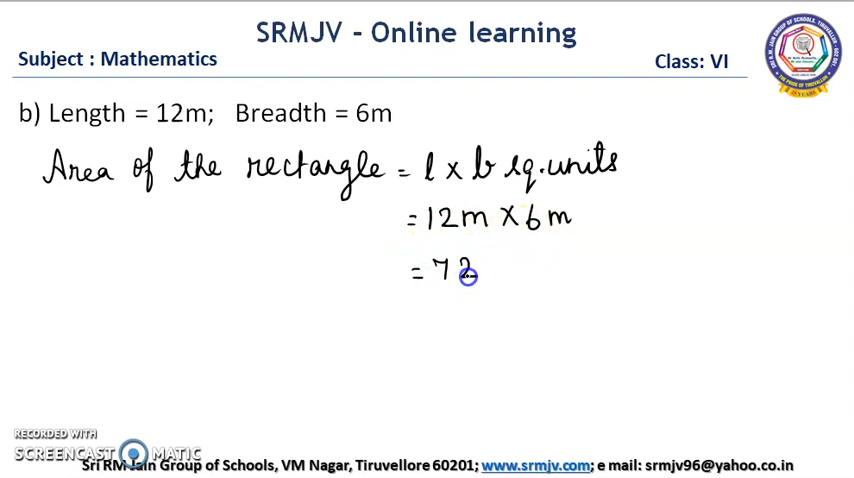 SRMJV - Online learning
Subject : Mathematics
Class: VI
b) Length = 12m; Breadth = 6m
Area of the rectangle = l x b sq.units
= 12m x 6m
= 72
RECORDED WITH
SCREENCAST MATIC
Sri RM Jain Group of Schools, VM Nagar, Tiruvellore 60201; www.srmjv.com; e mail: srmjv96@yahoo.co.in